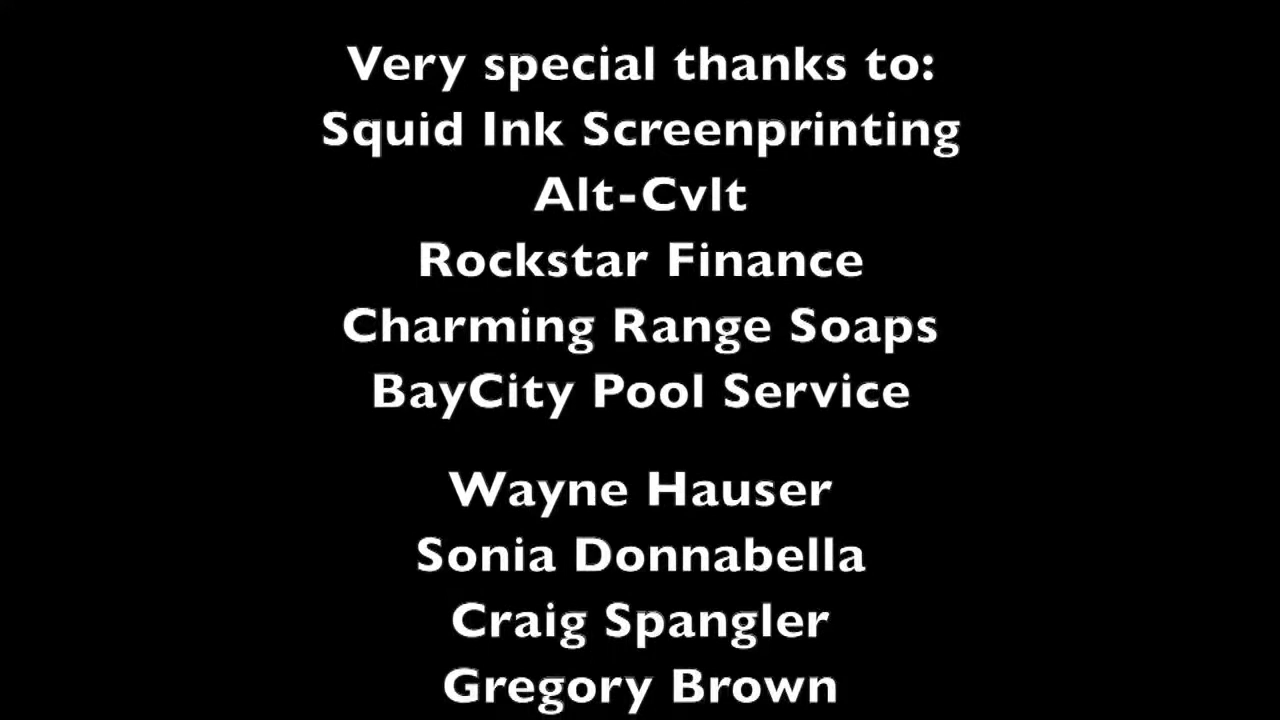 Very special thanks to:
Squid Ink Screenprinting
Alt-Cvlt
Rockstar Finance
Charming Range Soaps
BayCity Pool Service
Wayne Hauser
Sonia Donnabella
Craig Spangler
Gregory Brown